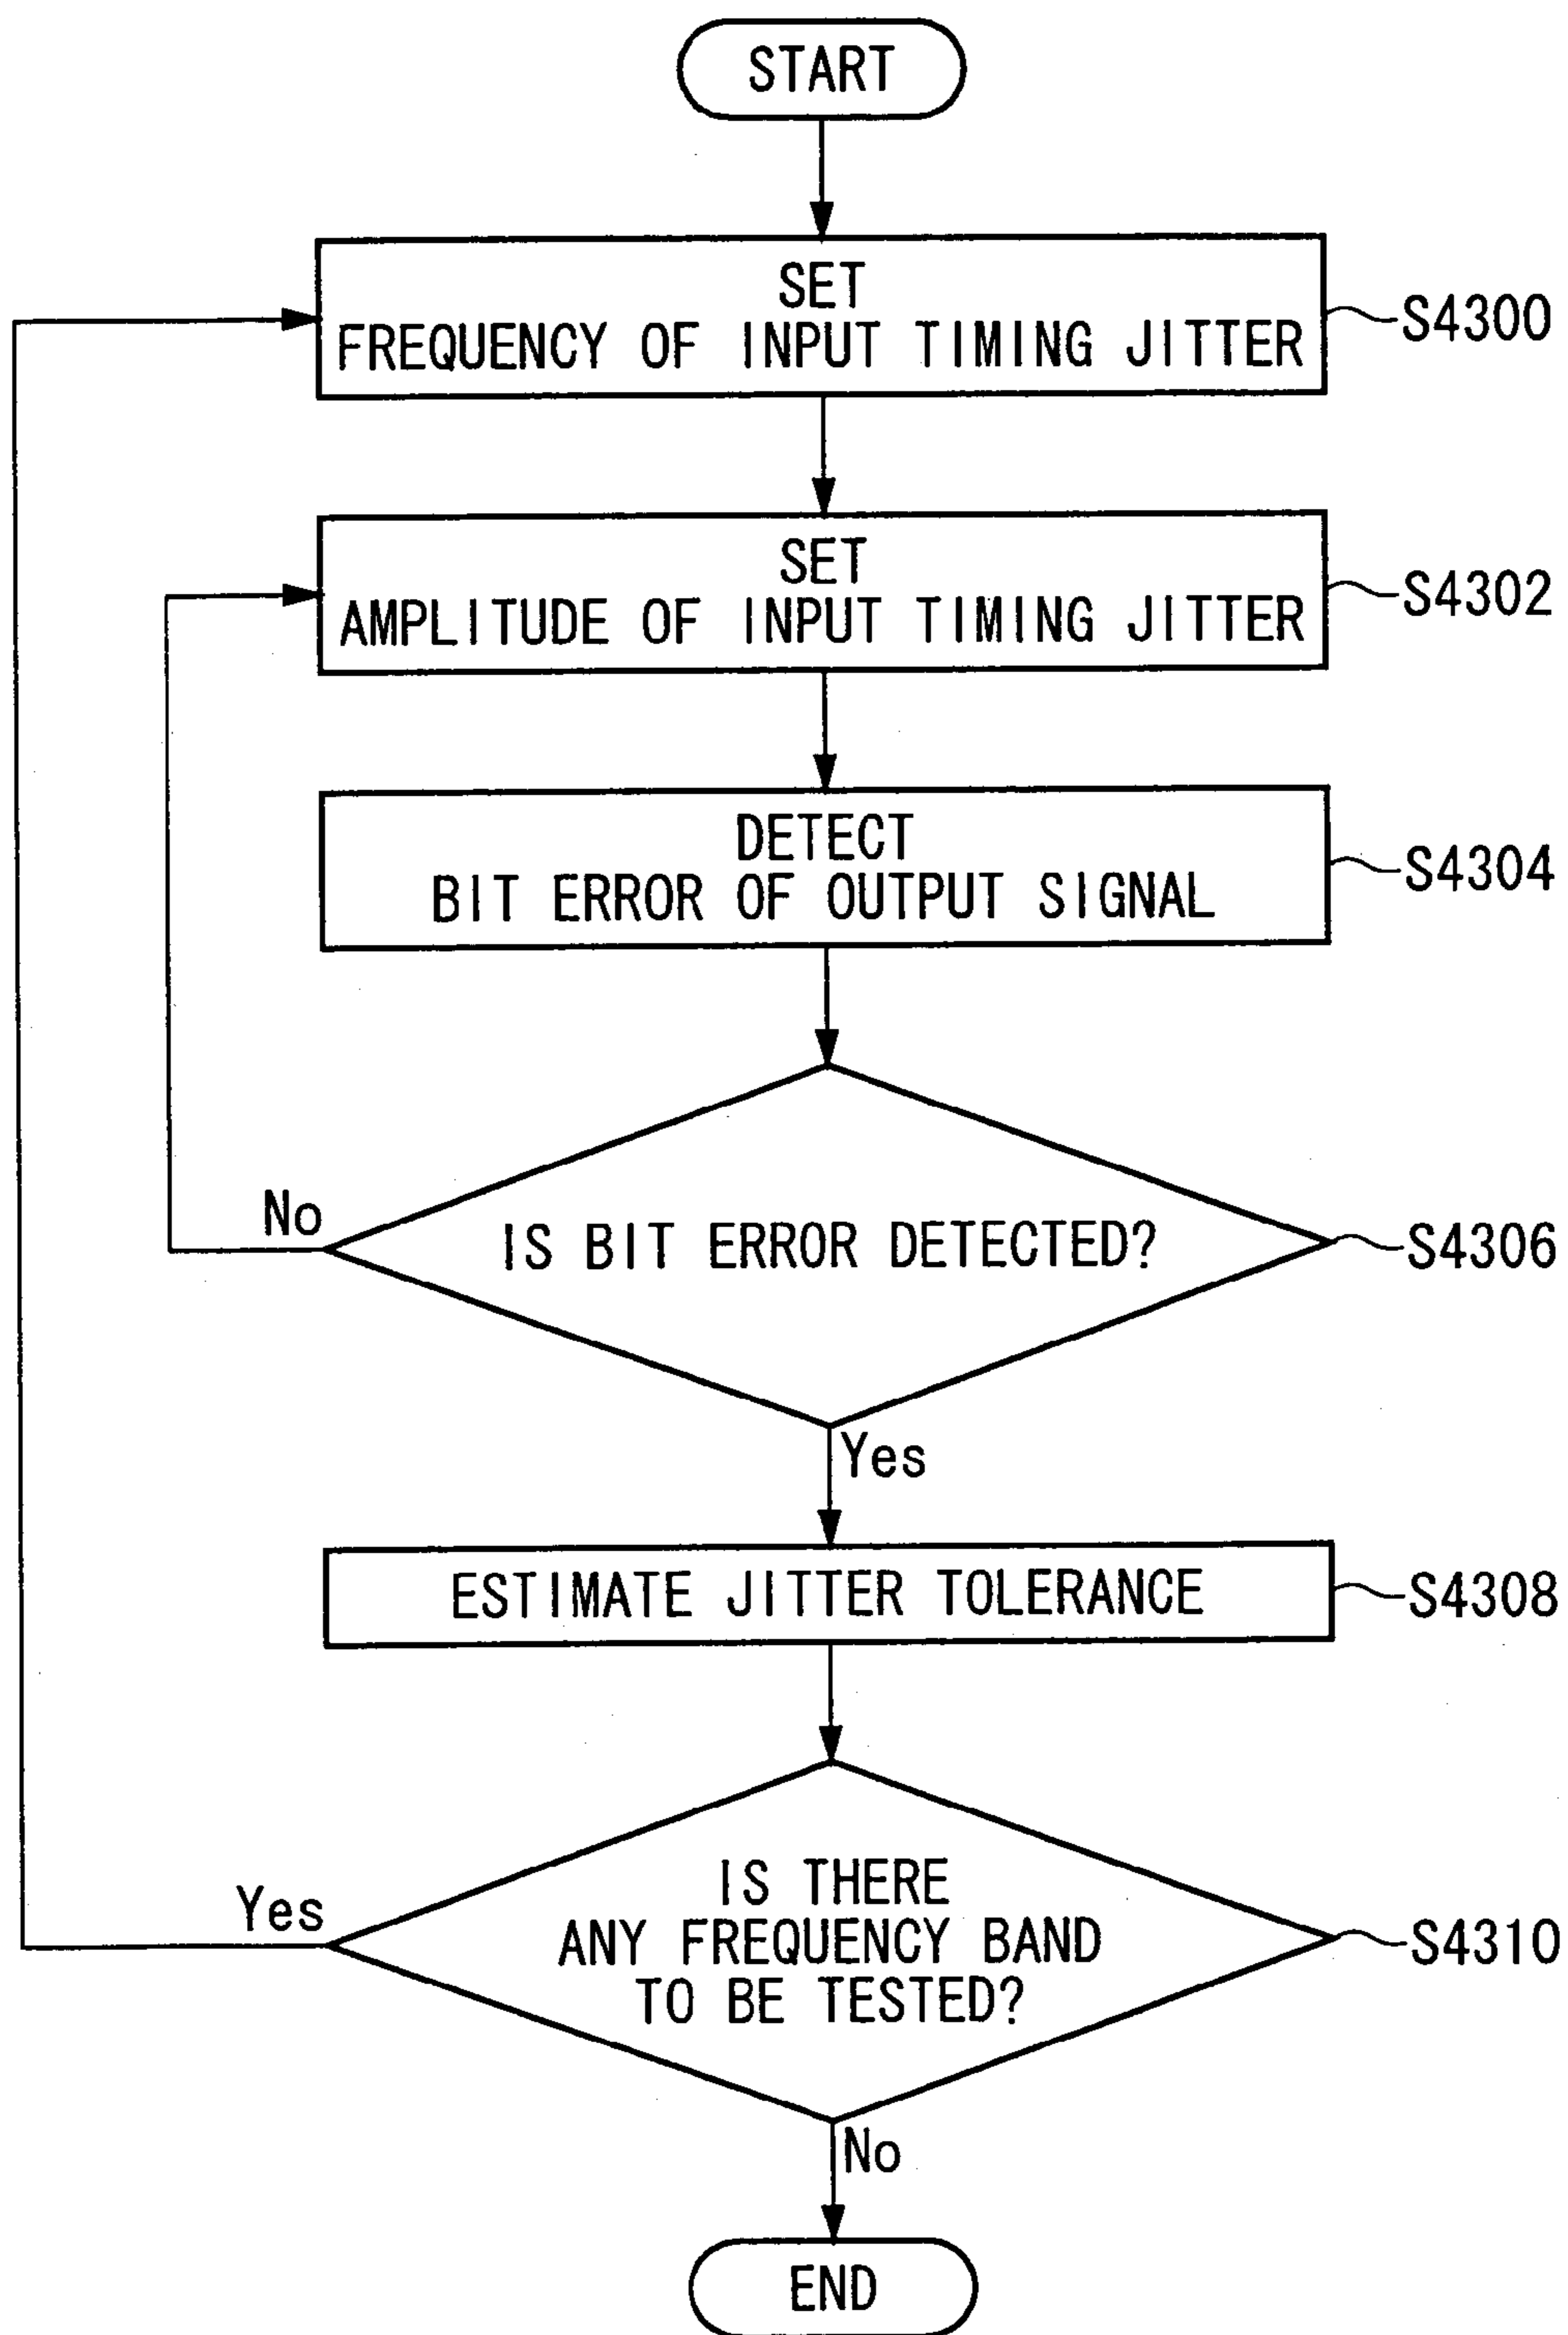 START
SET
FREQUENCY OF INPUT TIMING JITTER
S4300
SET
AMPLITUDE OF INPUT TIMING JITTER
S4302
DETECT
BIT ERROR OF OUTPUT SIGNAL
S4304
No
IS BIT ERROR DETECTED?
S4306
Yes
ESTIMATE JITTER TOLERANCE
S4308
Yes
IS THERE
ANY FREQUENCY BAND
TO BE TESTED?
S4310
No
END